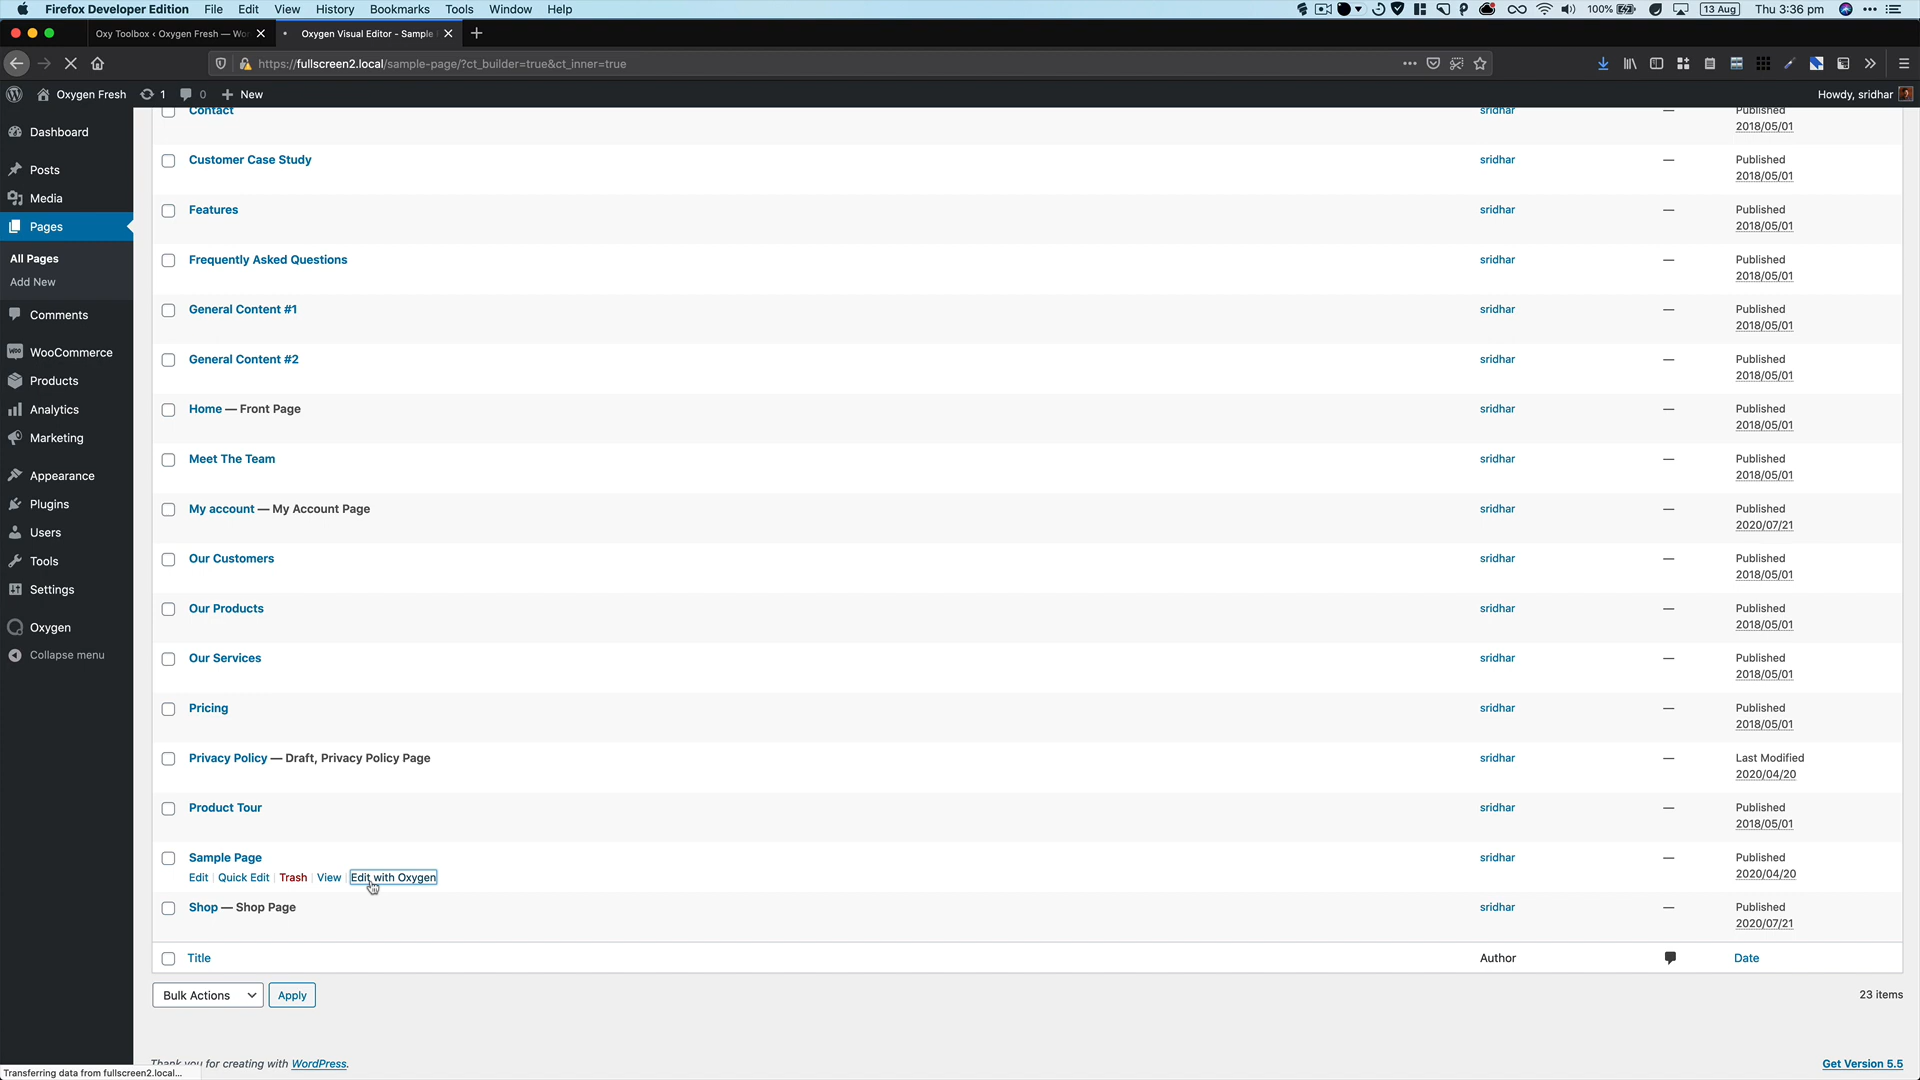 Firefox Developer Edition File Edit View History Bookmarks Tools Window Help 100% 13 Aug Thu 3:36 pm
Oxy Toolbox ‹ Oxygen Fresh — Wor Oxygen Visual Editor - Sample
https://fullscreen2.local/sample-page/?ct_builder=true&ct_inner=true
Oxygen Fresh 1 0 New Howdy, sridhar
Dashboard
Posts
Media
Pages
All Pages
Add New
Comments
WooCommerce
Products
Analytics
Marketing
Appearance
Plugins
Users
Tools
Settings
Oxygen
Collapse menu
Contact sridhar — Published
2018/05/01
Customer Case Study sridhar — Published
2018/05/01
Features sridhar — Published
2018/05/01
Frequently Asked Questions sridhar — Published
2018/05/01
General Content #1 sridhar — Published
2018/05/01
General Content #2 sridhar — Published
2018/05/01
Home — Front Page sridhar — Published
2018/05/01
Meet The Team sridhar — Published
2018/05/01
My account — My Account Page sridhar — Published
2020/07/21
Our Customers sridhar — Published
2018/05/01
Our Products sridhar — Published
2018/05/01
Our Services sridhar — Published
2018/05/01
Pricing sridhar — Published
2018/05/01
Privacy Policy — Draft, Privacy Policy Page sridhar — Last Modified
2020/04/20
Product Tour sridhar — Published
2018/05/01
Sample Page sridhar — Published
Edit | Quick Edit | Trash | View | Edit with Oxygen 2020/04/20
Shop — Shop Page sridhar — Published
2020/07/21
Title Author Date
Bulk Actions Apply 23 items
Thank you for creating with WordPress. Get Version 5.5
Transferring data from fullscreen2.local...